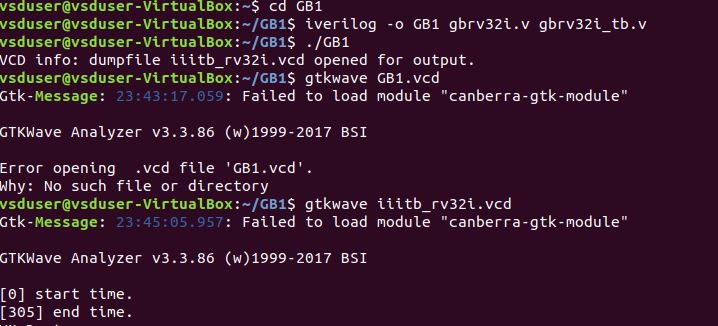 vsduser@vsduser-VirtualBox:~$ cd GB1
vsduser@vsduser-VirtualBox:~/GB1$ iverilog -o GB1 gbrv32i.v gbrv32i_tb.v
vsduser@vsduser-VirtualBox:~/GB1$ ./GB1
VCD info: dumpfile iiitb_rv32i.vcd opened for output.
vsduser@vsduser-VirtualBox:~/GB1$ gtkwave GB1.vcd
Gtk-Message: 23:43:17.059: Failed to load module "canberra-gtk-module"
GTKWave Analyzer v3.3.86 (w)1999-2017 BSI
Error opening  .vcd file 'GB1.vcd'.
Why: No such file or directory
vsduser@vsduser-VirtualBox:~/GB1$ gtkwave iiitb_rv32i.vcd
Gtk-Message: 23:45:05.957: Failed to load module "canberra-gtk-module"
GTKWave Analyzer v3.3.86 (w)1999-2017 BSI
[0] start time.
[305] end time.